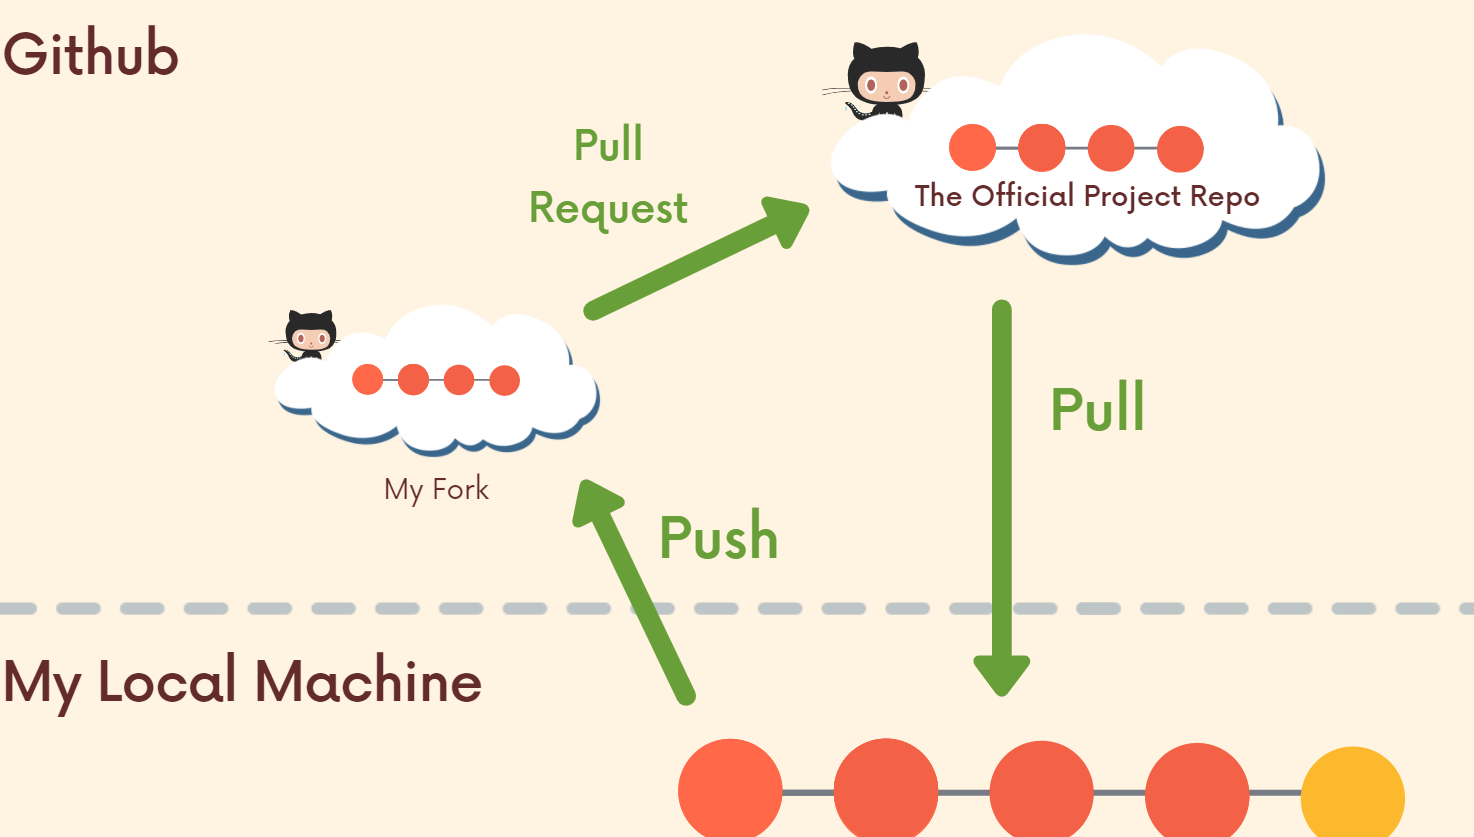 Github
Pull
Request
The Official Project Repo
Pull
My Fork
Push
My Local Machine